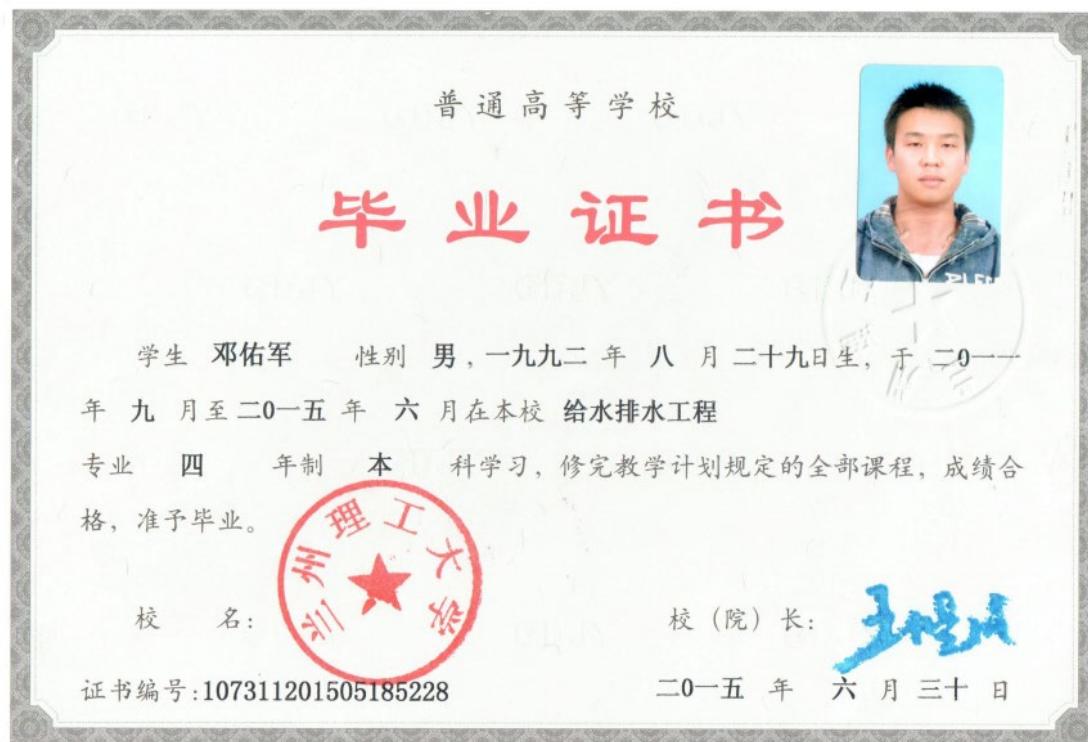 普通高等学校
毕业证书
学生 邓佑军 性别 男，一九九二 年 八 月 二十九日生，于 二0一一
年 九 月至二0一五 年 六 月在本校 给水排水工程
专业 四 年制 本 科学习，修完教学计划规定的全部课程，成绩合
格，准予毕业。
兰州理工大学
校 名： 校（院）长：
证书编号:107311201505185228 二0一五 年 六 月 三十 日